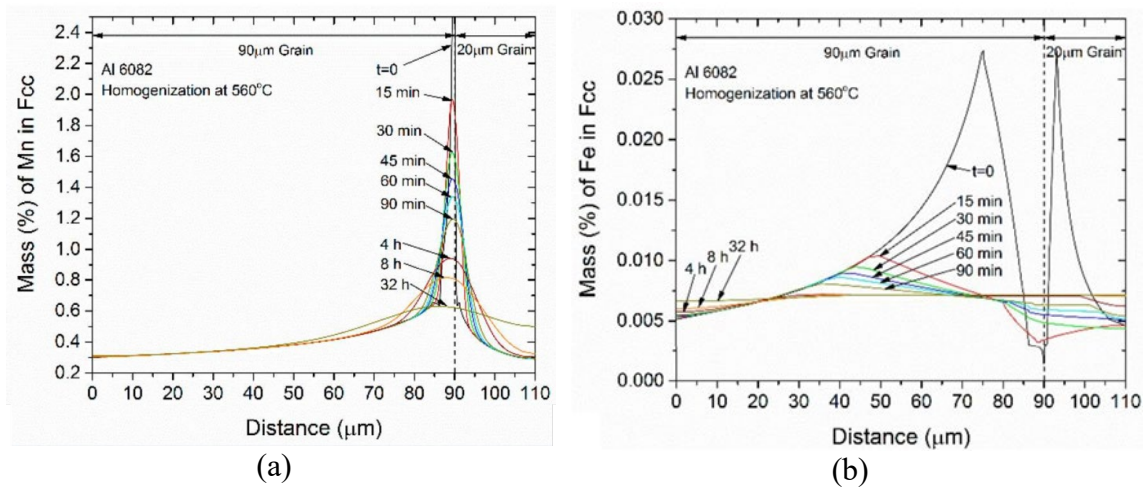 2.4
2.2
2.0
1.8
1.6
1.4
1.2
1.0
0.8
0.6
0.4
0.2
Mass (%) of Mn in Fcc
90μm Grain
20μm Grain
Al 6082
Homogenization at 560°C
t=0
15 min
30 min
45 min
60 min
90 min
4 h
8 h
32 h
0 10 20 30 40 50 60 70 80 90 100 110
Distance (μm)
(a)
0.030
0.025
0.020
0.015
0.010
0.005
0.000
Mass (%) of Fe in Fcc
90μm Grain
20μm Grain
Al 6082
Homogenization at 560°C
t=0
15 min
30 min
45 min
60 min
90 min
32 h
8 h
4 h
0 10 20 30 40 50 60 70 80 90 100 110
Distance (μm)
(b)